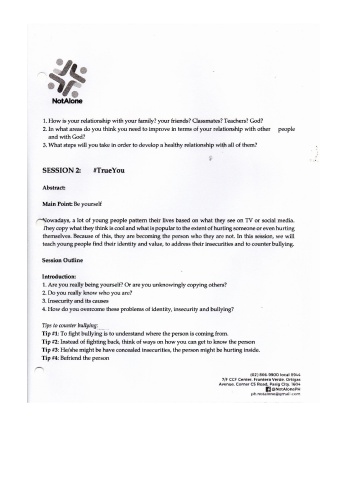 NotAlone
1. How is your relationship with your family? your friends? Classmates? Teachers? God?
2. In what areas do you think you need to improve in terms of your relationship with other people
and with God?
3. What steps will you take in order to develop a healthy relationship with all of them?
SESSION 2: #TrueYou
Abstract:
Main Point: Be yourself
Nowadays, a lot of young people pattern their lives based on what they see on TV or social media.
They copy what they think is cool and what is popular to the extent of hurting someone or even hurting
themselves. Because of this, they are becoming the person who they are not. In this session, we will
teach young people find their identity and value, to address their insecurities and to counter bullying.
Session Outline
Introduction:
1. Are you really being yourself? Or are you unknowingly copying others?
2. Do you really know who you are?
3. Insecurity and its causes
4. How do you overcome these problems of identity, insecurity and bullying?
Tips to counter bullying:
Tip #1: To fight bullying is to understand where the person is coming from.
Tip #2: Instead of fighting back, think of ways on how you can get to know the person
Tip #3: He/she might be have concealed insecurities, the person might be hurting inside.
Tip #4: Befriend the person
(02) 866 9900 local
7/F CCF Center, Frontera Verde, Ortigas
Avenue, Corner C5 Road, Pasig City,
@NotAlonePH
ph.notalone@gmail.com